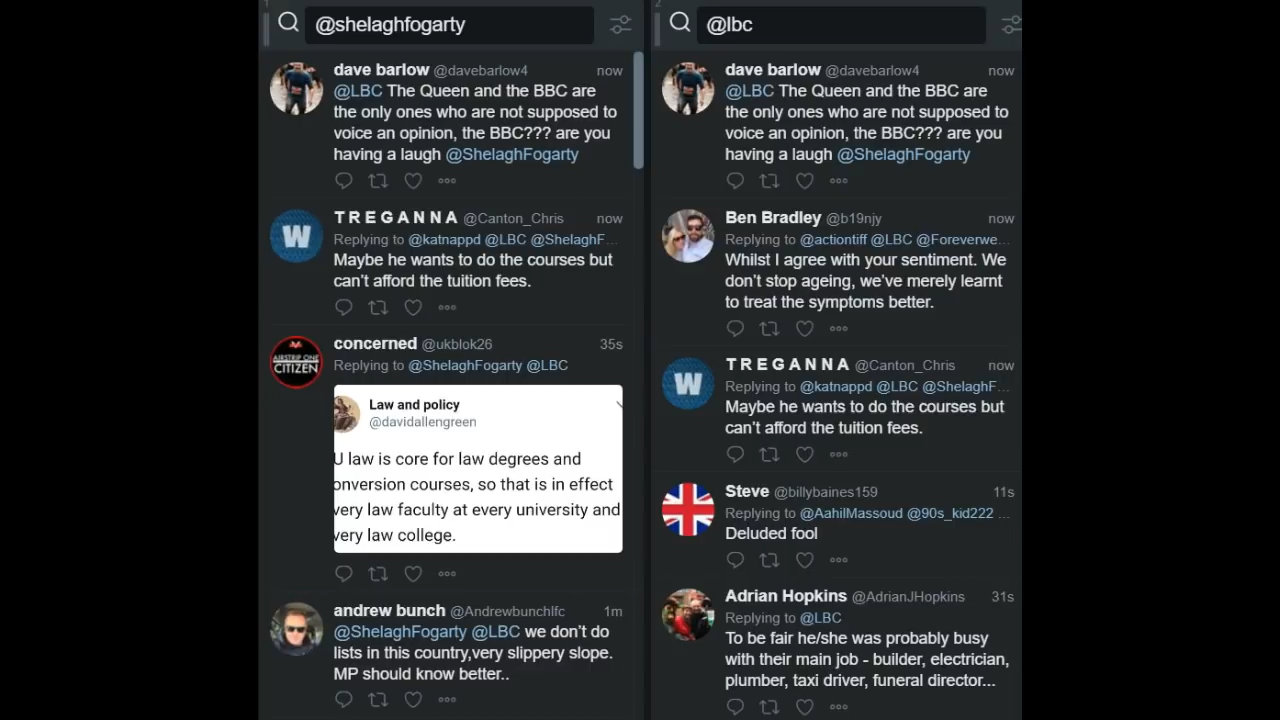 1
@shelaghfogarty
dave barlow @davebarlow4 now
@LBC The Queen and the BBC are
the only ones who are not supposed to
voice an opinion, the BBC??? are you
having a laugh @ShelaghFogarty
W
T R E G A N N A @Canton_Chris now
Replying to @katnappd @LBC @ShelaghF...
Maybe he wants to do the courses but
can't afford the tuition fees.
AIRSTRIP ONE
CITIZEN
concerned @ukblok26 35s
Replying to @ShelaghFogarty @LBC
Law and policy
@davidallengreen
U law is core for law degrees and
onversion courses, so that is in effect
very law faculty at every university and
very law college.
andrew bunch @Andrewbunchlfc 1m
@ShelaghFogarty @LBC we don't do
lists in this country,very slippery slope.
MP should know better..
2
@lbc
dave barlow @davebarlow4 now
@LBC The Queen and the BBC are
the only ones who are not supposed to
voice an opinion, the BBC??? are you
having a laugh @ShelaghFogarty
Ben Bradley @b19njy now
Replying to @actiontiff @LBC @Foreverwe...
Whilst I agree with your sentiment. We
don't stop ageing, we've merely learnt
to treat the symptoms better.
W
T R E G A N N A @Canton_Chris now
Replying to @katnappd @LBC @ShelaghF...
Maybe he wants to do the courses but
can't afford the tuition fees.
Steve @billybaines159 11s
Replying to @AahilMassoud @90s_kid222 ...
Deluded fool
Adrian Hopkins @AdrianJHopkins 31s
Replying to @LBC
To be fair he/she was probably busy
with their main job - builder, electrician,
plumber, taxi driver, funeral director...